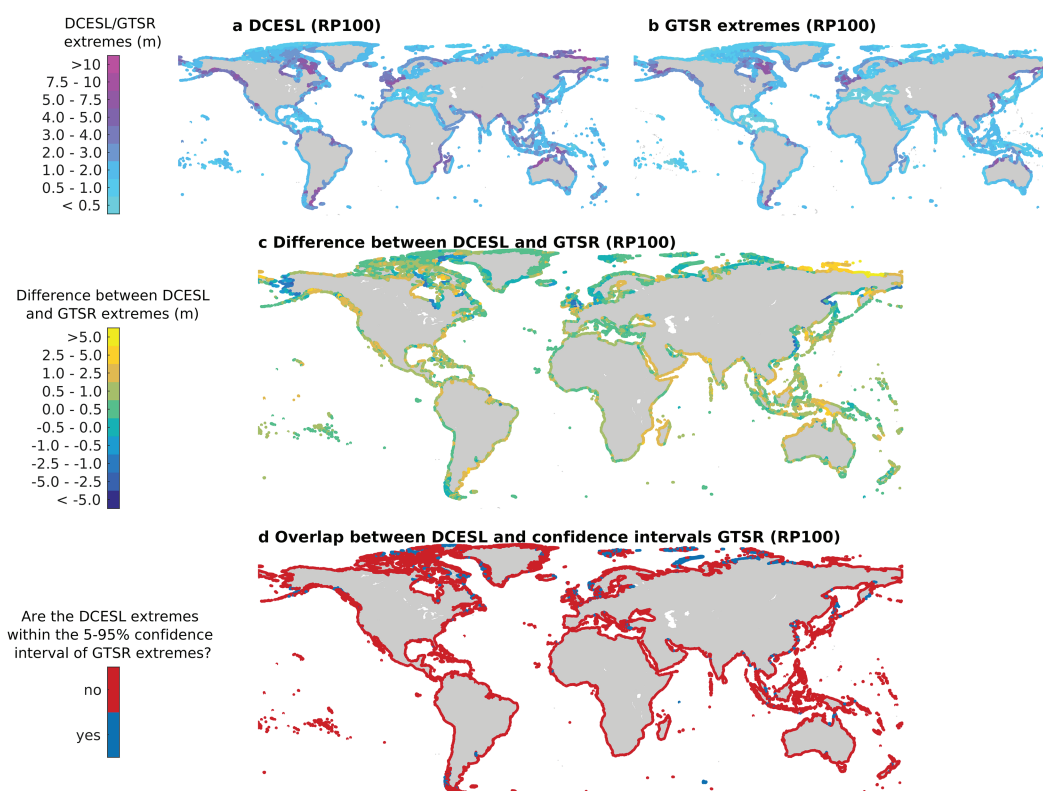 DCESL/GTSR
extremes (m)
>10
7.5 - 10
5.0 - 7.5
4.0 - 5.0
3.0 - 4.0
2.0 - 3.0
1.0 - 2.0
0.5 - 1.0
< 0.5
a DCESL (RP100)
b GTSR extremes (RP100)
c Difference between DCESL and GTSR (RP100)
Difference between DCESL
and GTSR extremes (m)
>5.0
2.5 - 5.0
1.0 - 2.5
0.5 - 1.0
0.0 - 0.5
-0.5 - 0.0
-1.0 - -0.5
-2.5 - -1.0
-5.0 - -2.5
< -5.0
d Overlap between DCESL and confidence intervals GTSR (RP100)
Are the DCESL extremes
within the 5-95% confidence
interval of GTSR extremes?
no
yes